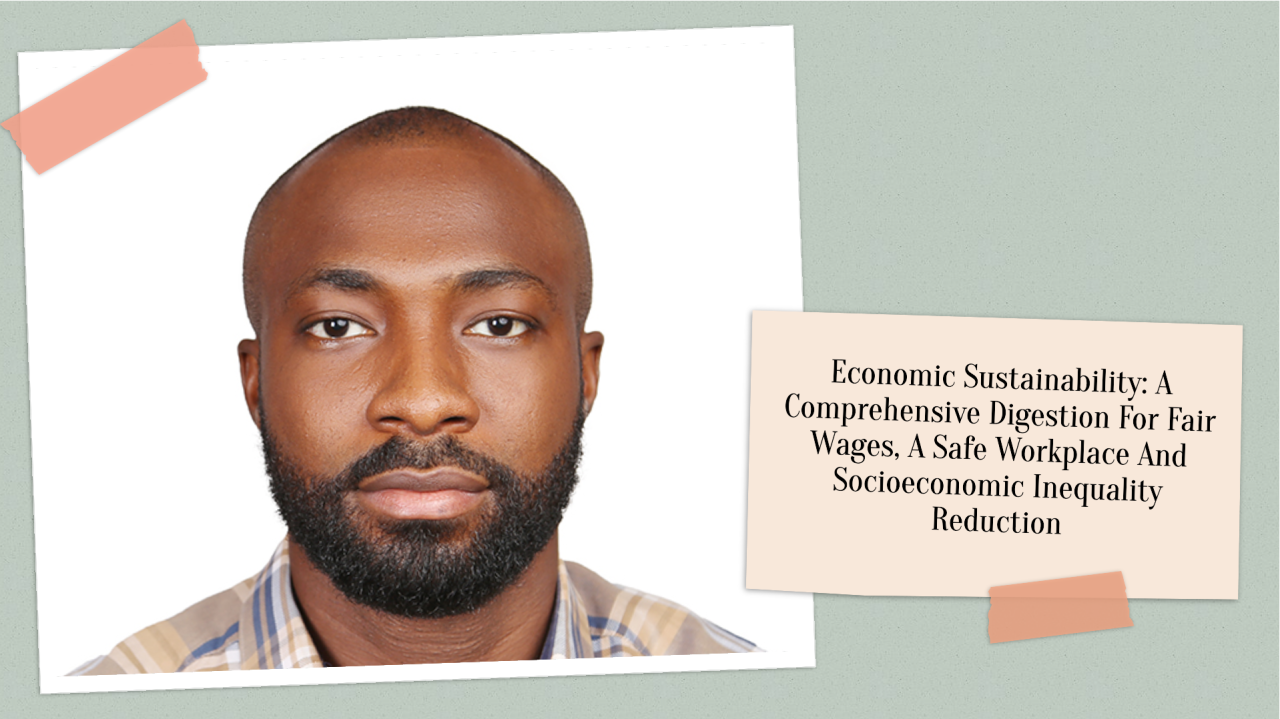 Economic Sustainability: A
Comprehensive Digestion For Fair
Wages, A Safe Workplace And
Socioeconomic Inequality
Reduction